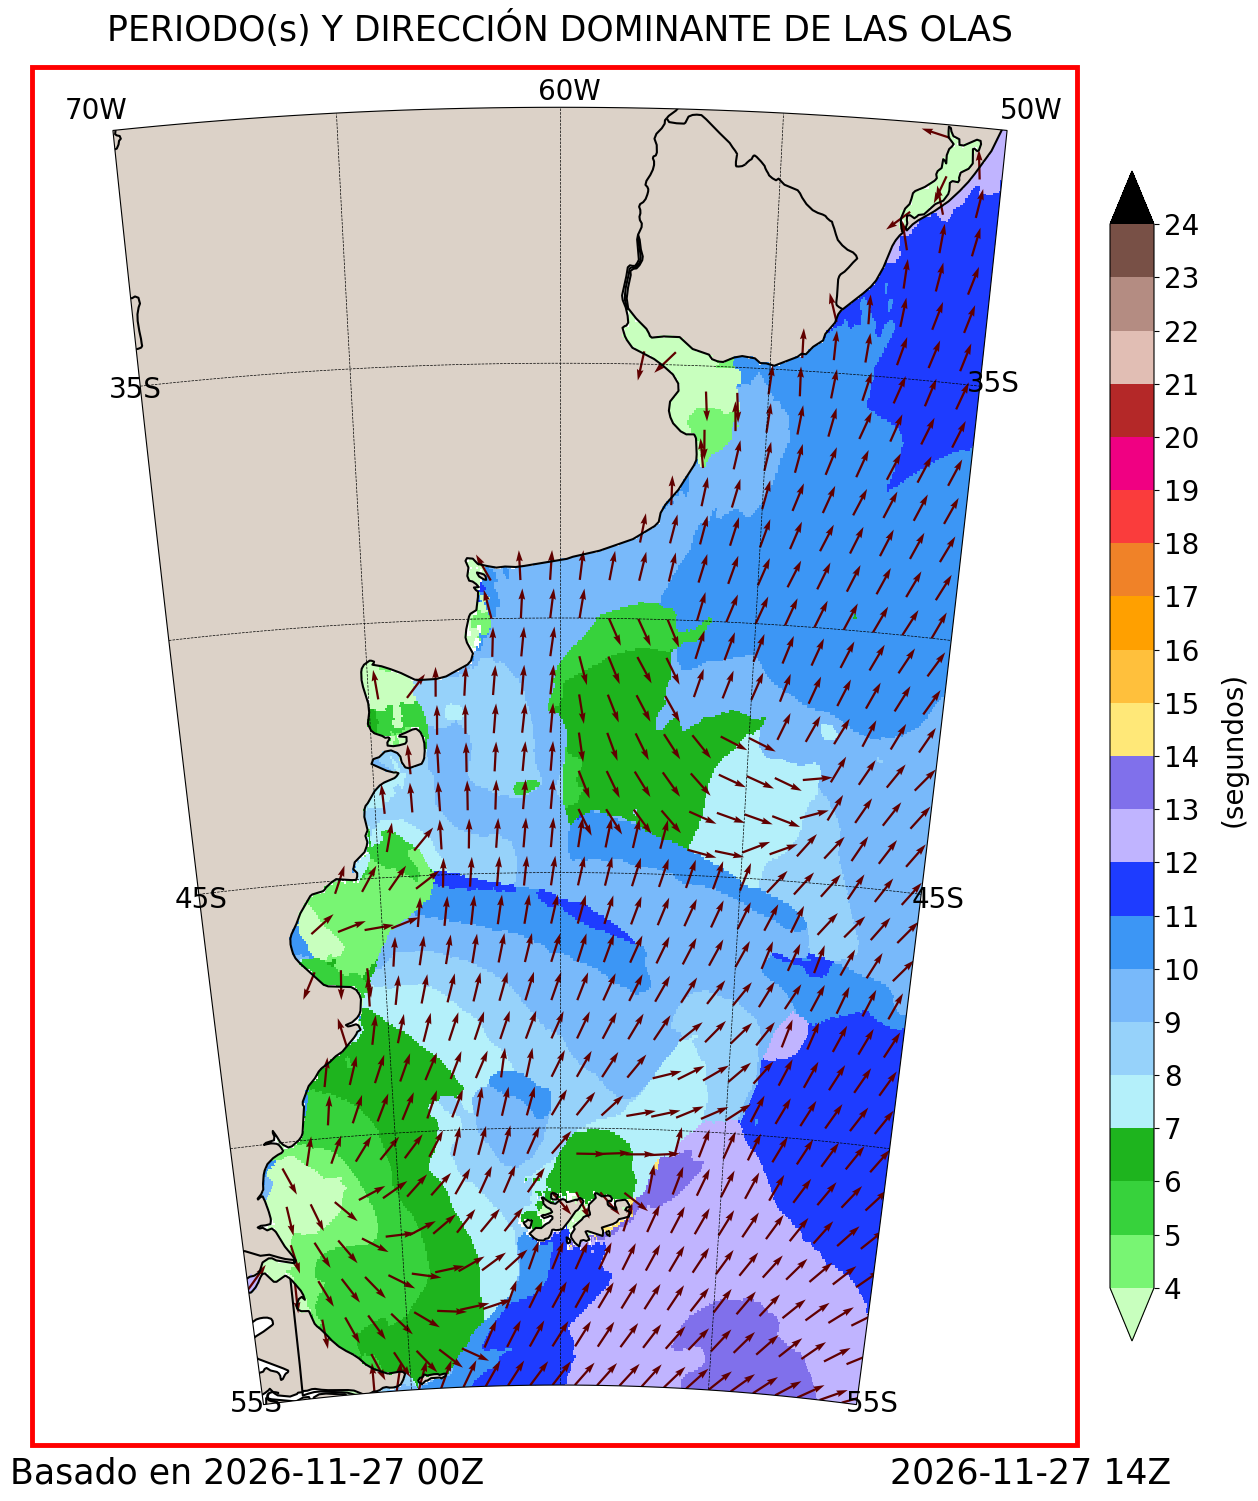 PERIODO(s) Y DIRECCIÓN DOMINANTE DE LAS OLAS
70W
60W
50W
35S
35S
45S
45S
55S
55S
24
23
22
21
20
19
18
17
16
15
14
13
12
11
10
9
8
7
6
5
4
(segundos)
Basado en 2026-11-27 00Z
2026-11-27 14Z